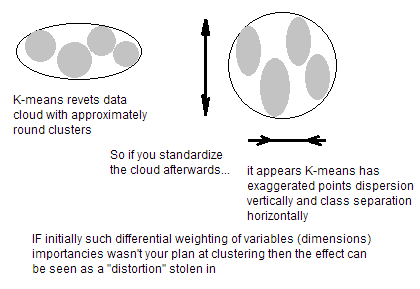 K-means revets data
cloud with approximately
round clusters
So if you standardize
the cloud afterwards...
it appears K-means has
exaggerated points dispersion
vertically and class separation
horizontally
IF initially such differential weighting of variables (dimensions)
importancies wasn't your plan at clustering then the effect can
be seen as a "distortion" stolen in